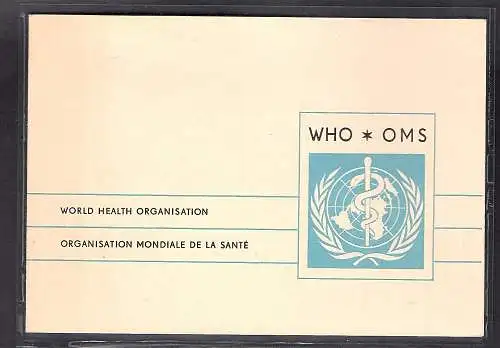 WHO ✶ OMS
WORLD HEALTH ORGANISATION
ORGANISATION MONDIALE DE LA SANTÉ